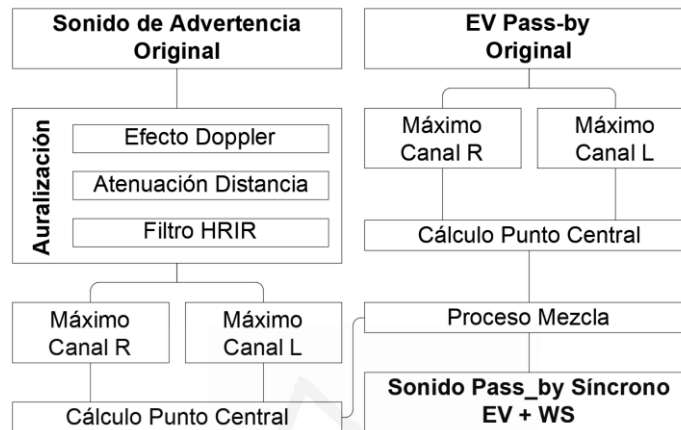 Sonido de Advertencia
Original
Auralización
Efecto Doppler
Atenuación Distancia
Filtro HRIR
Máximo
Canal R
Máximo
Canal L
Cálculo Punto Central
EV Pass-by
Original
Máximo
Canal R
Máximo
Canal L
Cálculo Punto Central
Proceso Mezcla
Sonido Pass_by Síncrono
EV + WS